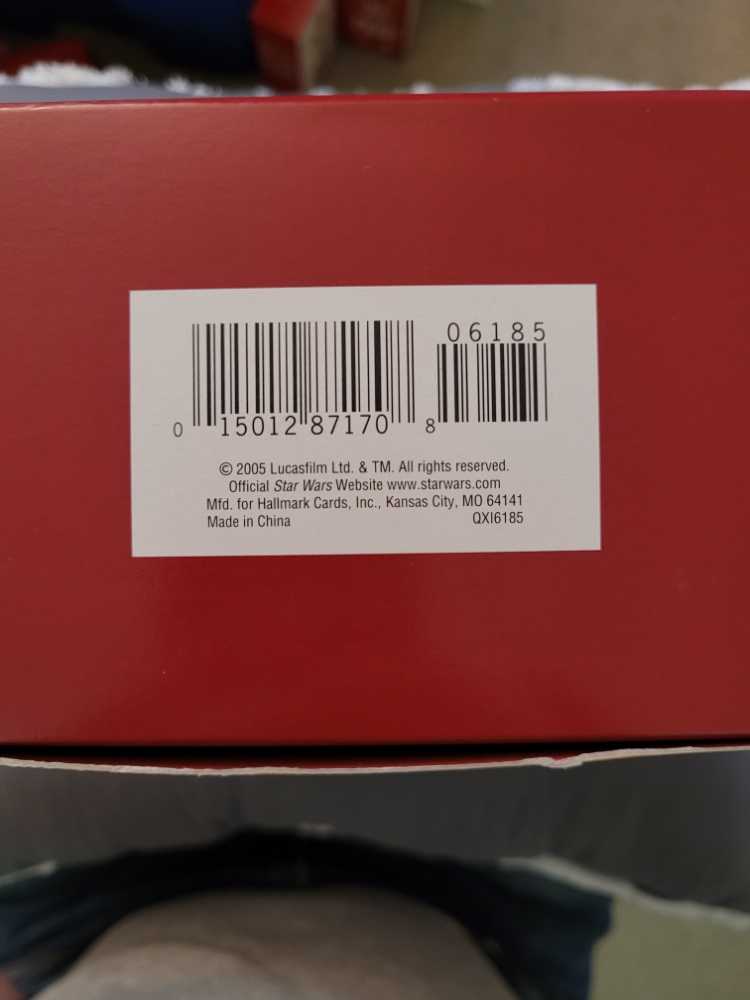 06185
0 15012 87170 8
© 2005 Lucasfilm Ltd. & TM. All rights reserved.
Official Star Wars Website www.starwars.com
Mfd. for Hallmark Cards, Inc., Kansas City, MO 64141
Made in China QXI6185